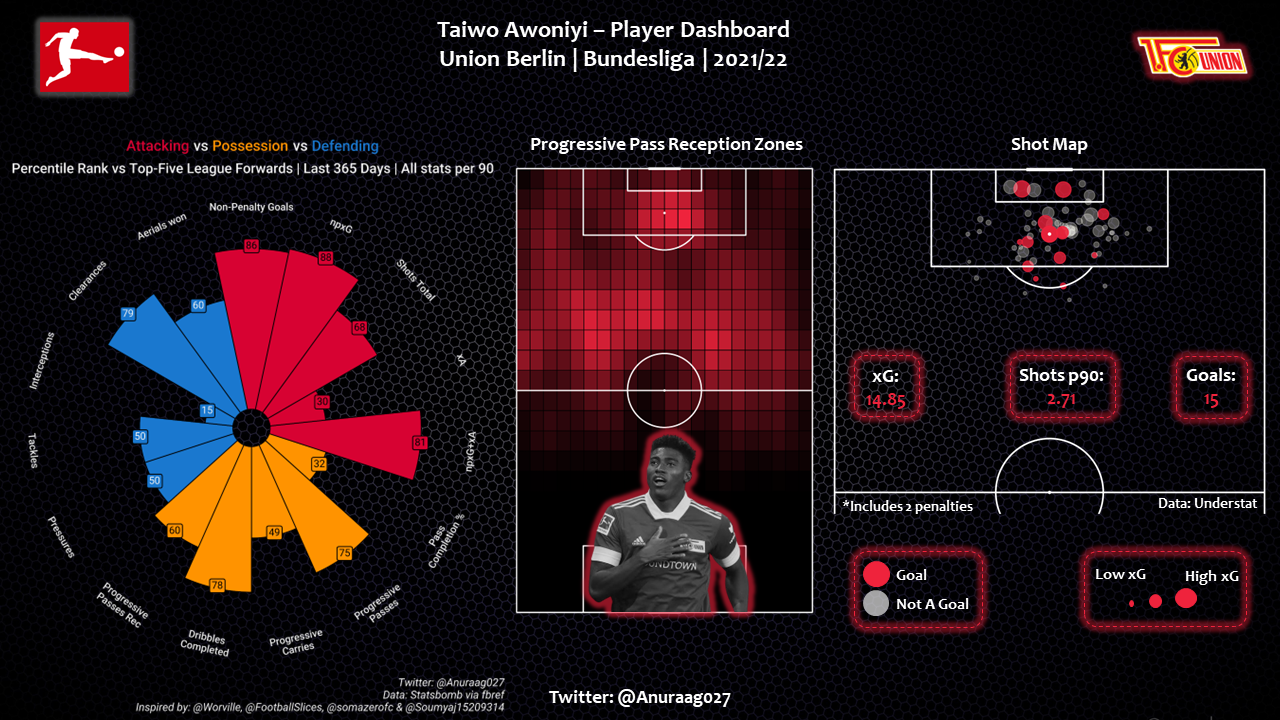 Taiwo Awoniyi – Player Dashboard
Union Berlin | Bundesliga | 2021/22
1.FC
UNION
Attacking vs Possession vs Defending
Percentile Rank vs Top-Five League Forwards | Last 365 Days | All stats per 90
Non-Penalty Goals
npxG
Shots Total
xA
npxG+xA
Pass
Completion %
Progressive
Passes
Progressive
Carries
Dribbles
Completed
Progressive
Passes Rec
Pressures
Tackles
Interceptions
Clearances
Aerials won
86
88
68
30
81
32
75
49
78
60
50
50
15
79
60
Twitter: @Anuraag027
Data: Statsbomb via fbref
Inspired by: @Worville, @FootballSlices, @somazerofc & @Soumyaj15209314
Progressive Pass Reception Zones
UNDTOWN
Twitter: @Anuraag027
Shot Map
xG:
14.85
Shots p90:
2.71
Goals:
15
*Includes 2 penalties
Data: Understat
Goal
Not A Goal
Low xG
High xG